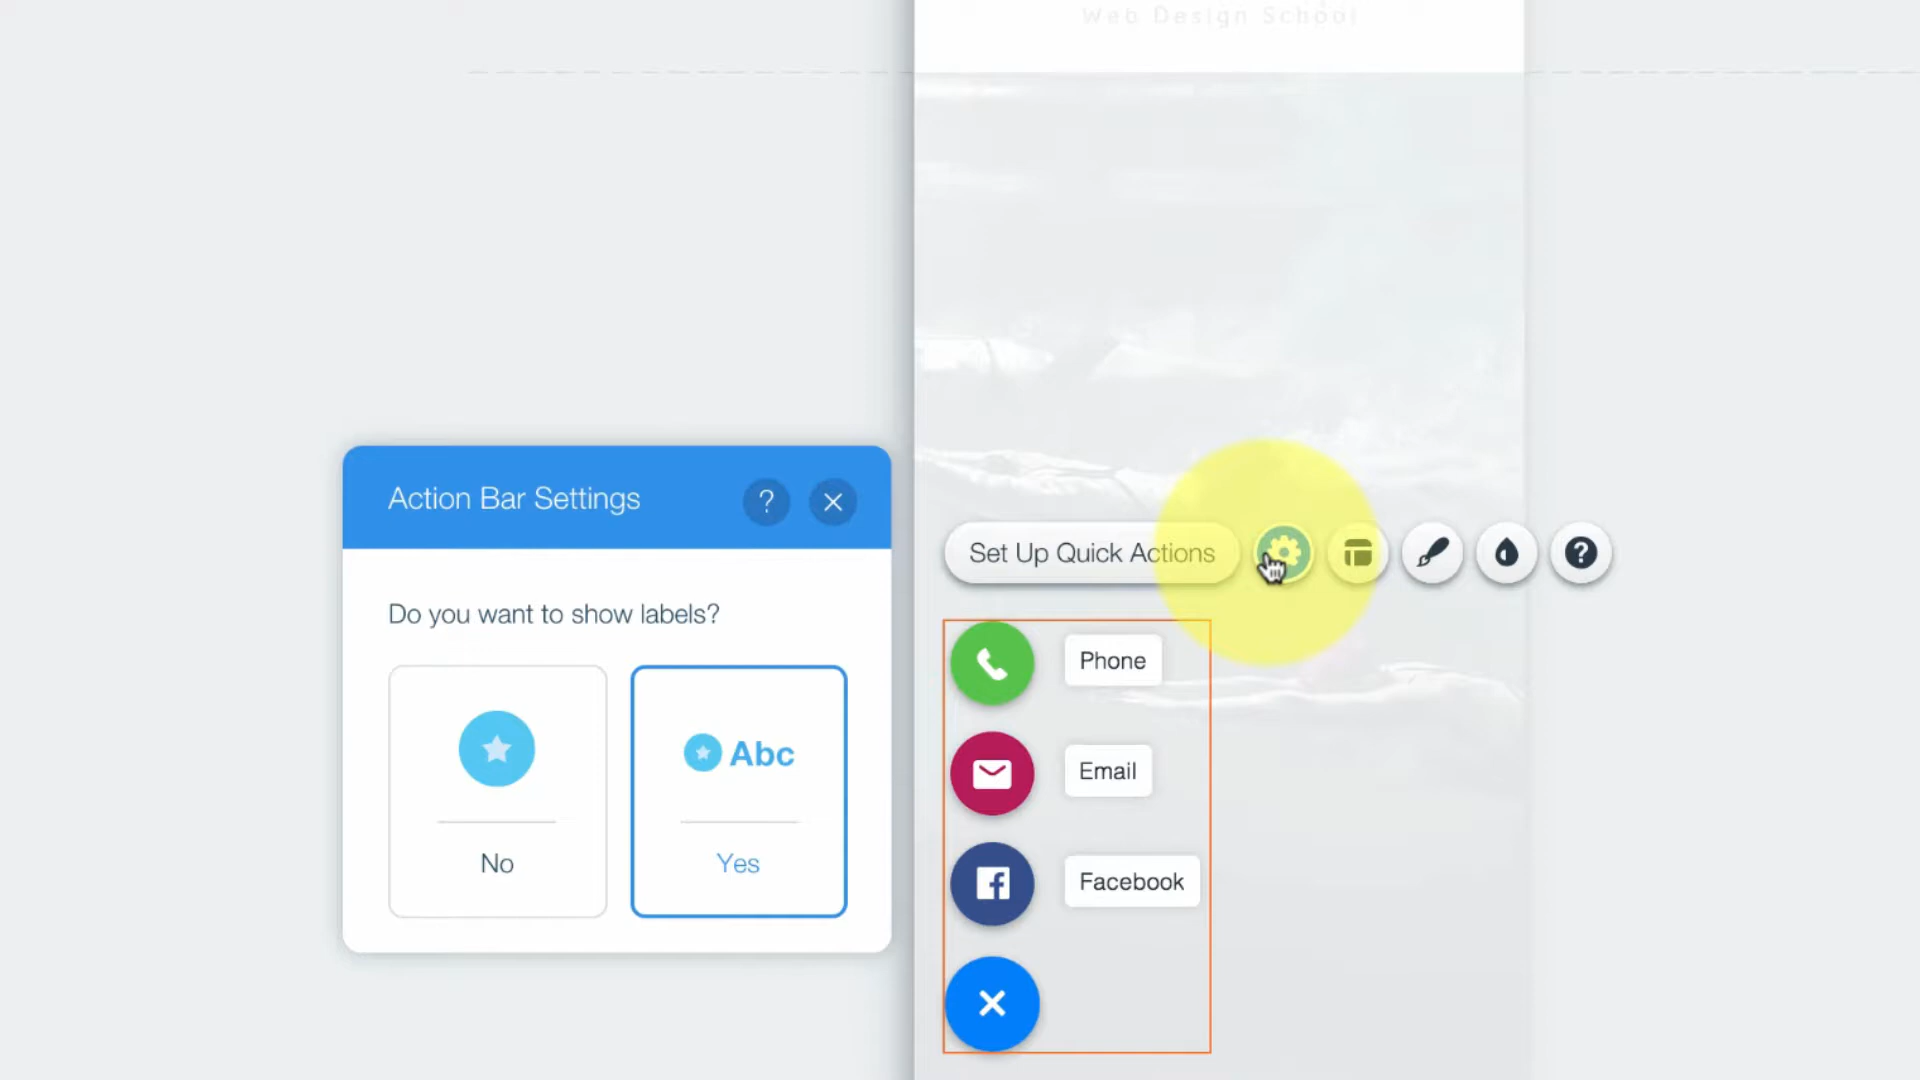 Web Design School
Action Bar Settings
?
Do you want to show labels?
Abc
No
Yes
Set Up Quick Actions
?
Phone
Email
Facebook